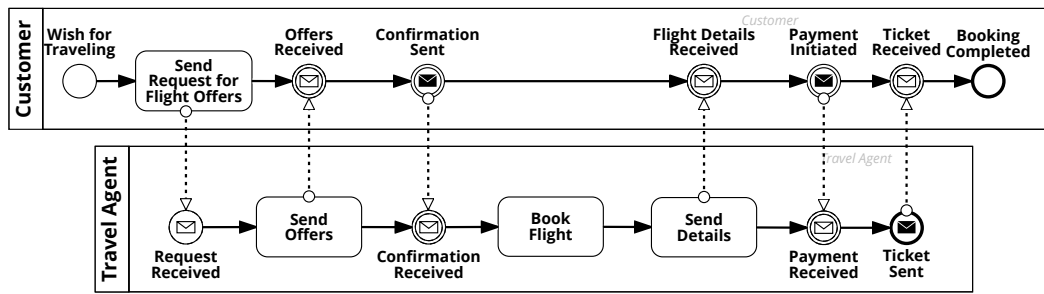 Customer
Customer
Wish for
Traveling
Send
Request for
Flight Offers
Offers
Received
Confirmation
Sent
Flight Details
Received
Payment
Initiated
Ticket
Received
Booking
Completed
Travel Agent
Travel Agent
Request
Received
Send
Offers
Confirmation
Received
Book
Flight
Send
Details
Payment
Received
Ticket
Sent